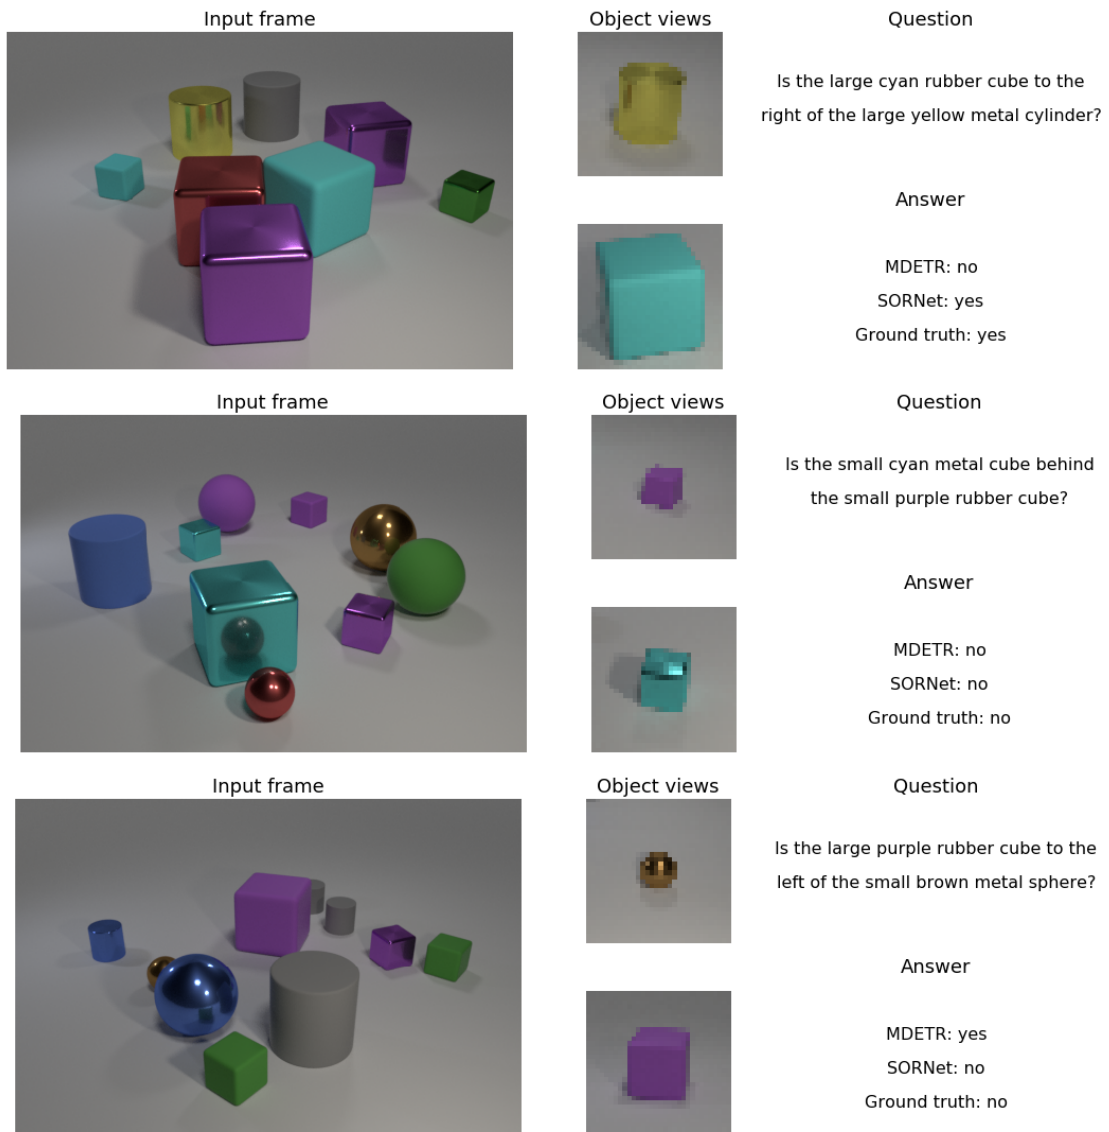 Input frame
Object views
Question
Is the large cyan rubber cube to the
right of the large yellow metal cylinder?
Answer
MDETR: no
SORNet: yes
Ground truth: yes
Input frame
Object views
Question
Is the small cyan metal cube behind
the small purple rubber cube?
Answer
MDETR: no
SORNet: no
Ground truth: no
Input frame
Object views
Question
Is the large purple rubber cube to the
left of the small brown metal sphere?
Answer
MDETR: yes
SORNet: no
Ground truth: no